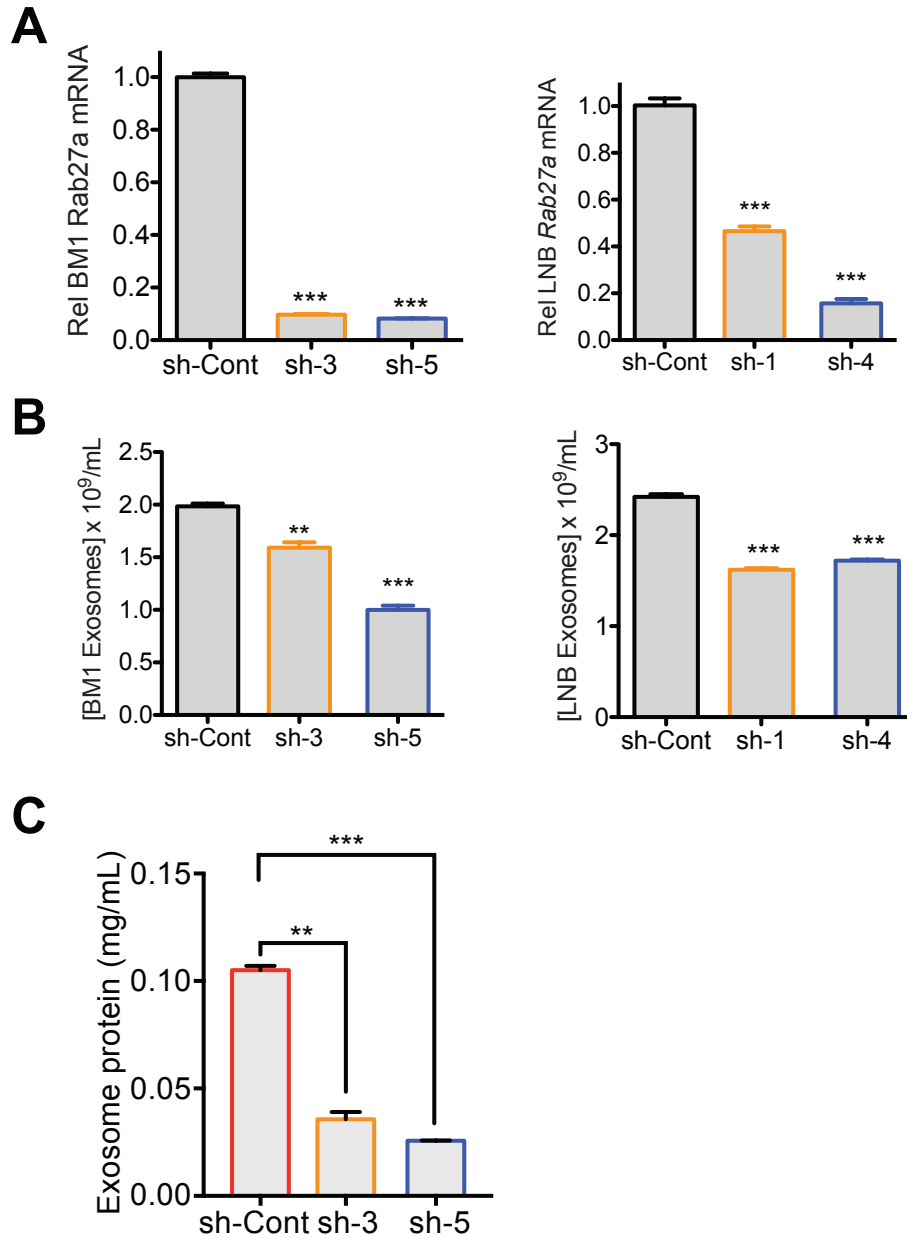 A
Rel BM1 Rab27a mRNA
1.0
0.8
0.6
0.4
0.2
0.0
***
***
sh-Cont sh-3 sh-5
Rel LNB Rab27a mRNA
1.0
0.8
0.6
0.4
0.2
0.0
***
***
sh-Cont sh-1 sh-4
B
[BM1 Exosomes] x 10⁹/mL
2.5
2.0
1.5
1.0
0.5
0.0
**
***
sh-Cont sh-3 sh-5
[LNB Exosomes] x 10⁹/mL
3
2
1
0
***
***
sh-Cont sh-1 sh-4
C
Exosome protein (mg/mL)
0.15
0.10
0.05
0.00
***
**
sh-Cont sh-3 sh-5